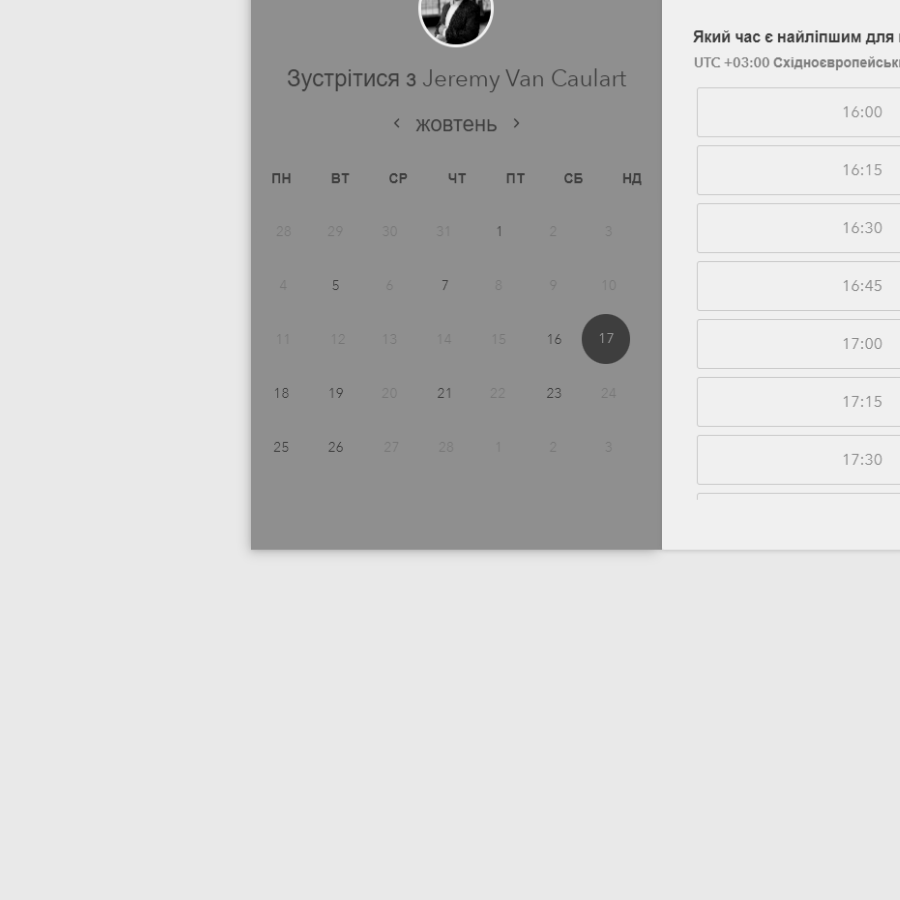 Зустрітися з Jeremy Van Caulart
жовтень
ПН ВТ СР ЧТ ПТ СБ НД
28 29 30 31 1 2 3
4 5 6 7 8 9 10
11 12 13 14 15 16 17
18 19 20 21 22 23 24
25 26 27 28 1 2 3
Який час є найліпшим для
UTC +03:00 Східноєвропейськ
16:00
16:15
16:30
16:45
17:00
17:15
17:30